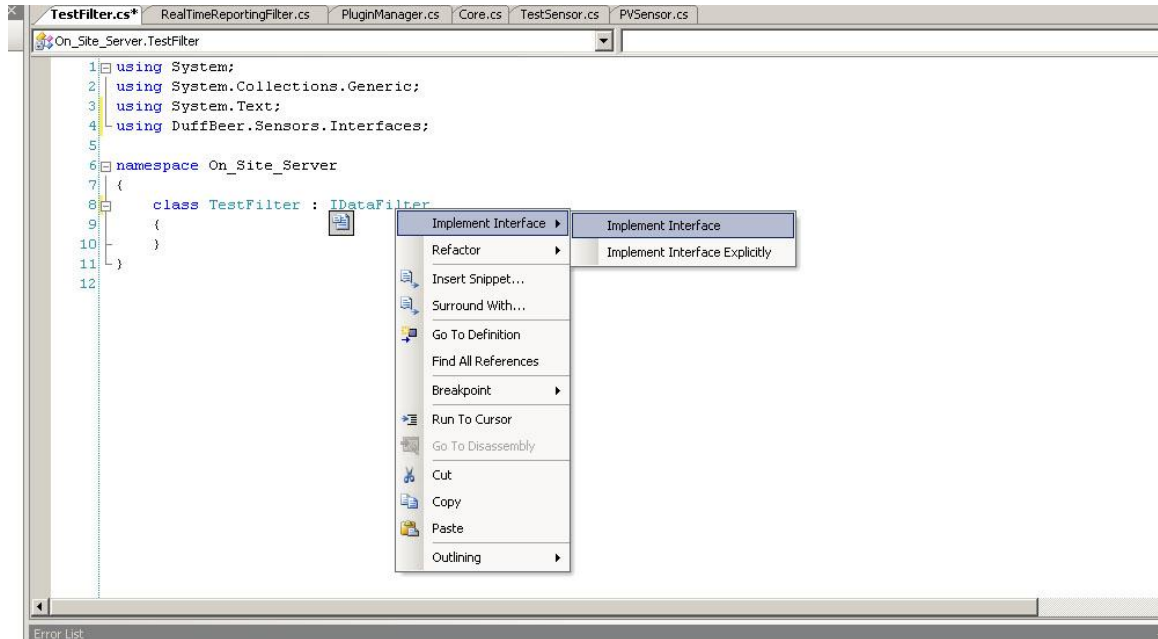 TestFilter.cs* RealTimeReportingFilter.cs PluginManager.cs Core.cs TestSensor.cs PVSensor.cs
On_Site_Server.TestFilter
1 using System;
2 using System.Collections.Generic;
3 using System.Text;
4 using DuffBeer.Sensors.Interfaces;
5
6 namespace On_Site_Server
7 {
8 class TestFilter : IDataFilter
9 {
10 }
11 }
12
Implement Interface
Refactor
Insert Snippet...
Surround With...
Go To Definition
Find All References
Breakpoint
Run To Cursor
Go To Disassembly
Cut
Copy
Paste
Outlining
Implement Interface
Implement Interface Explicitly
Error List